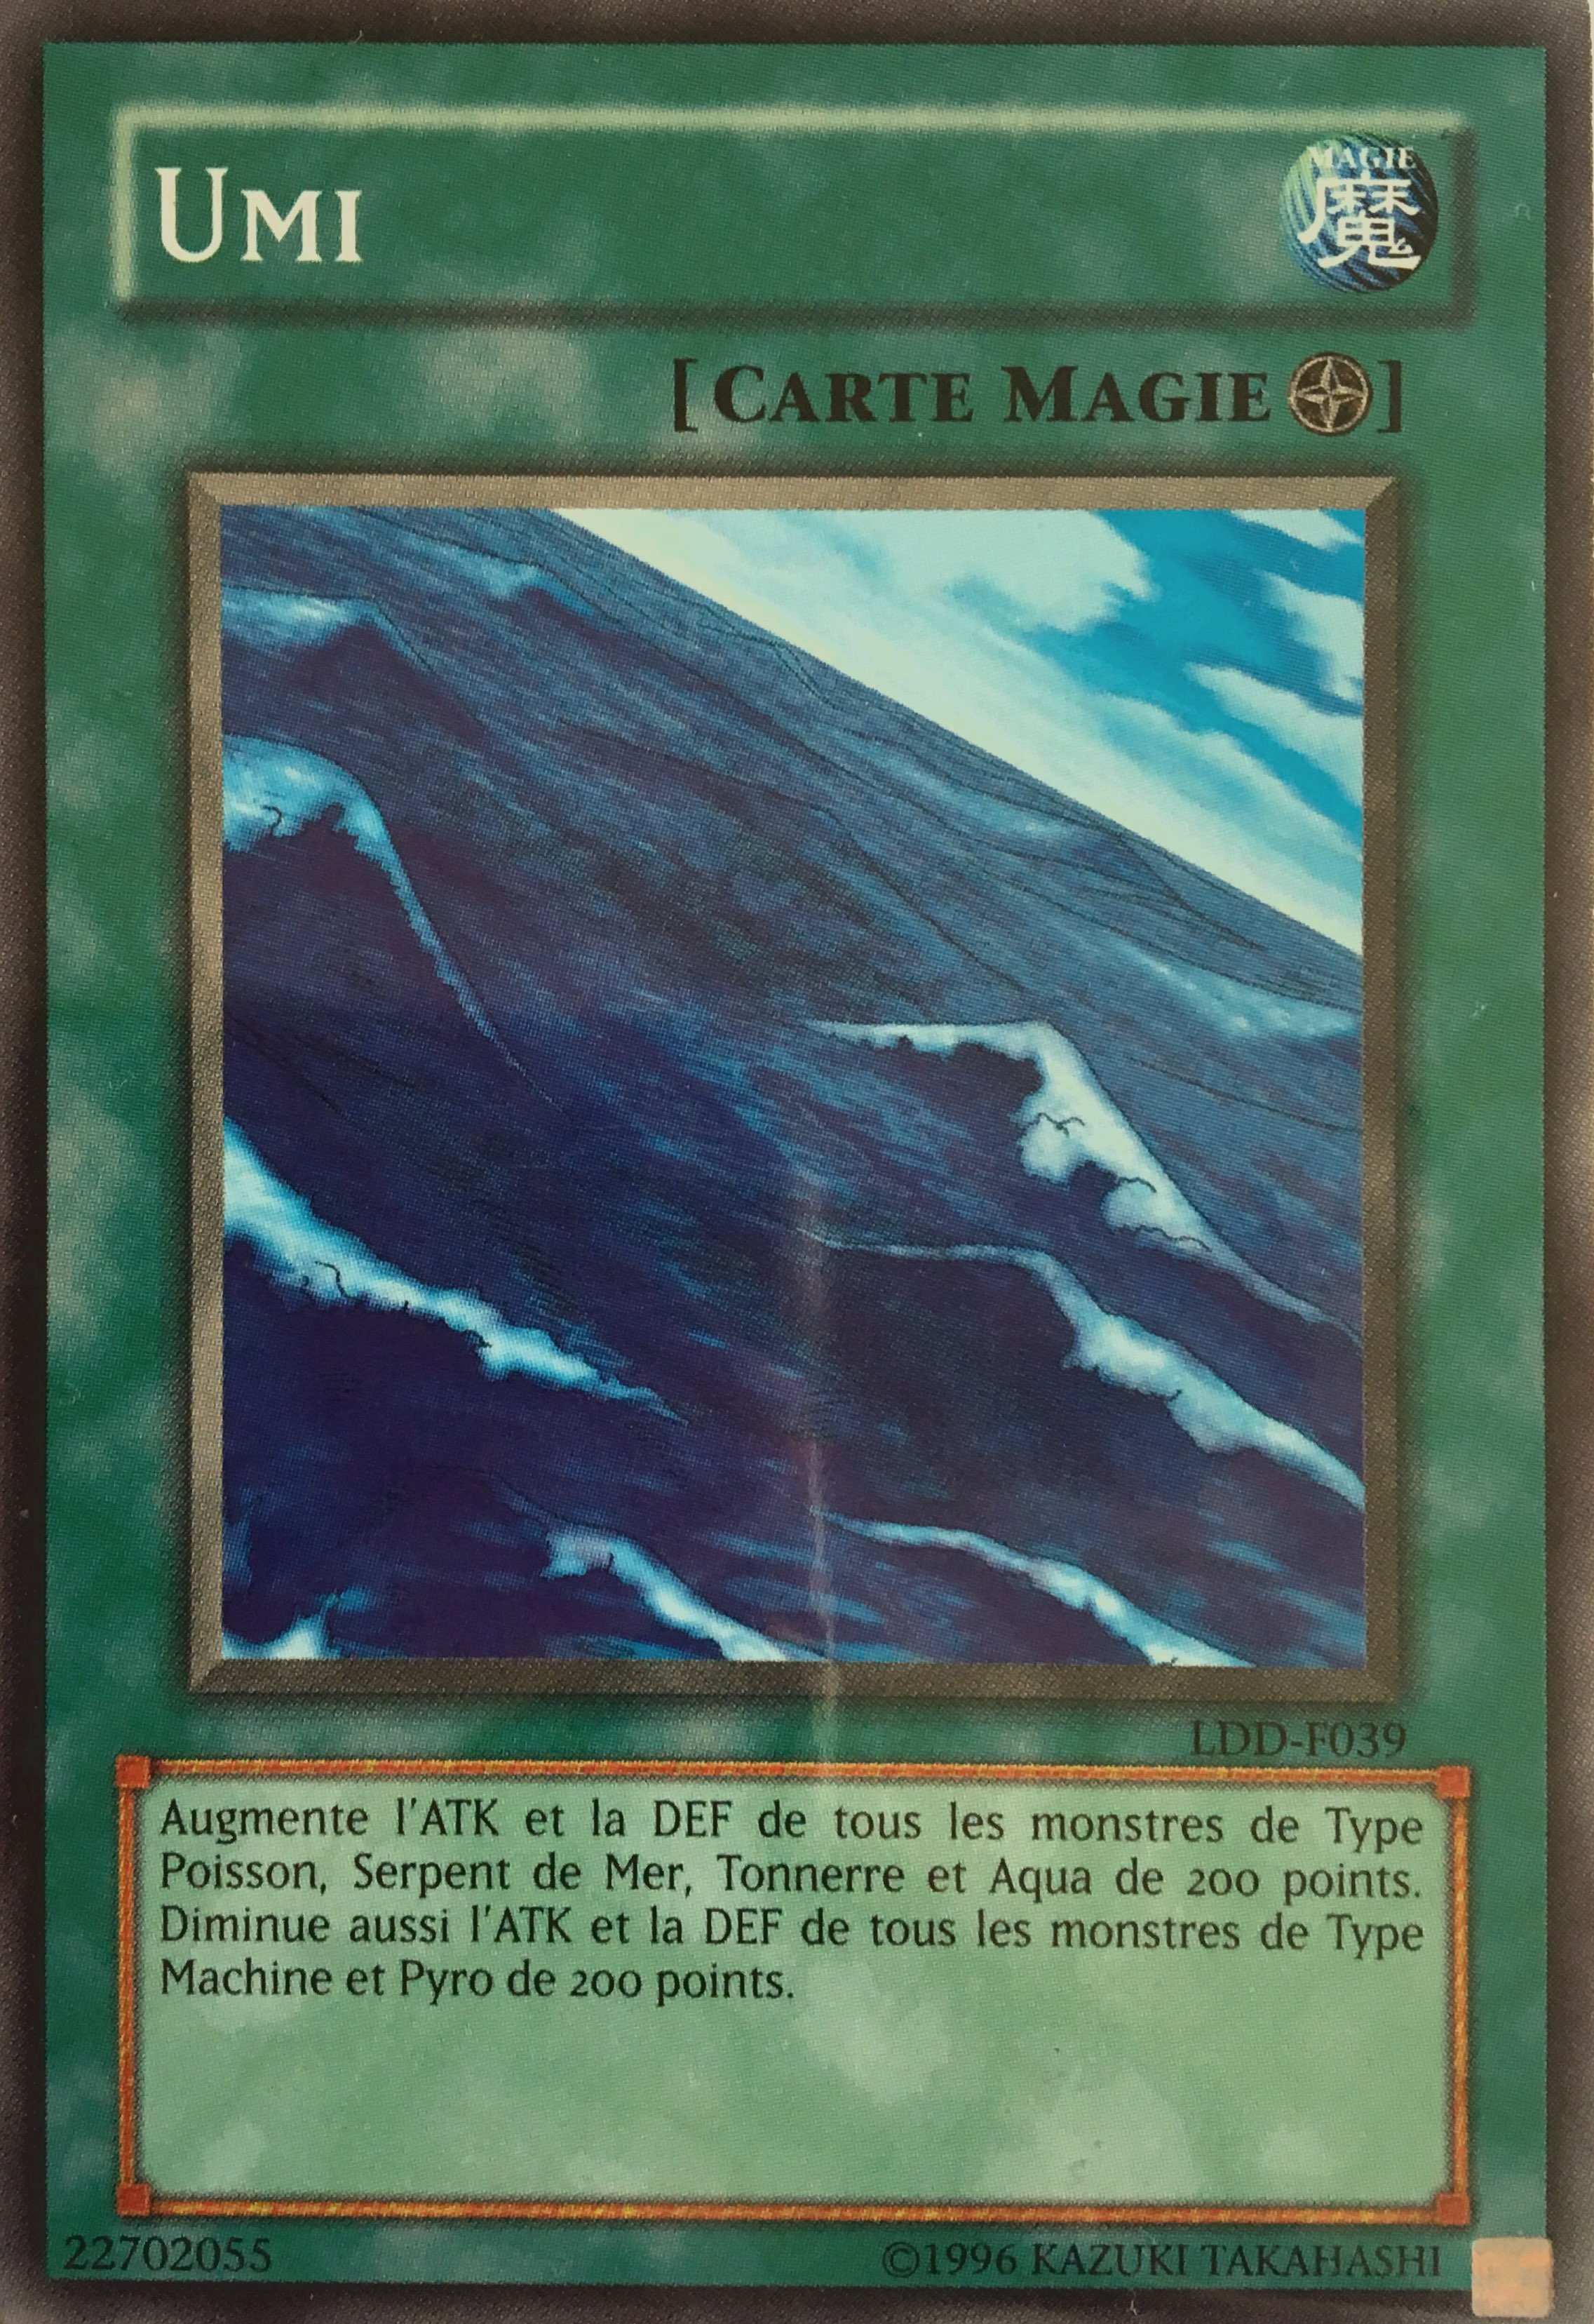 UMI
MAGIE
魔
[CARTE MAGIE]
LDD-F039
Augmente l'ATK et la DEF de tous les monstres de Type
Poisson, Serpent de Mer, Tonnerre et Aqua de 200 points.
Diminue aussi l'ATK et la DEF de tous les monstres de Type
Machine et Pyro de 200 points.
22702055
©1996 KAZUKI TAKAHASHI